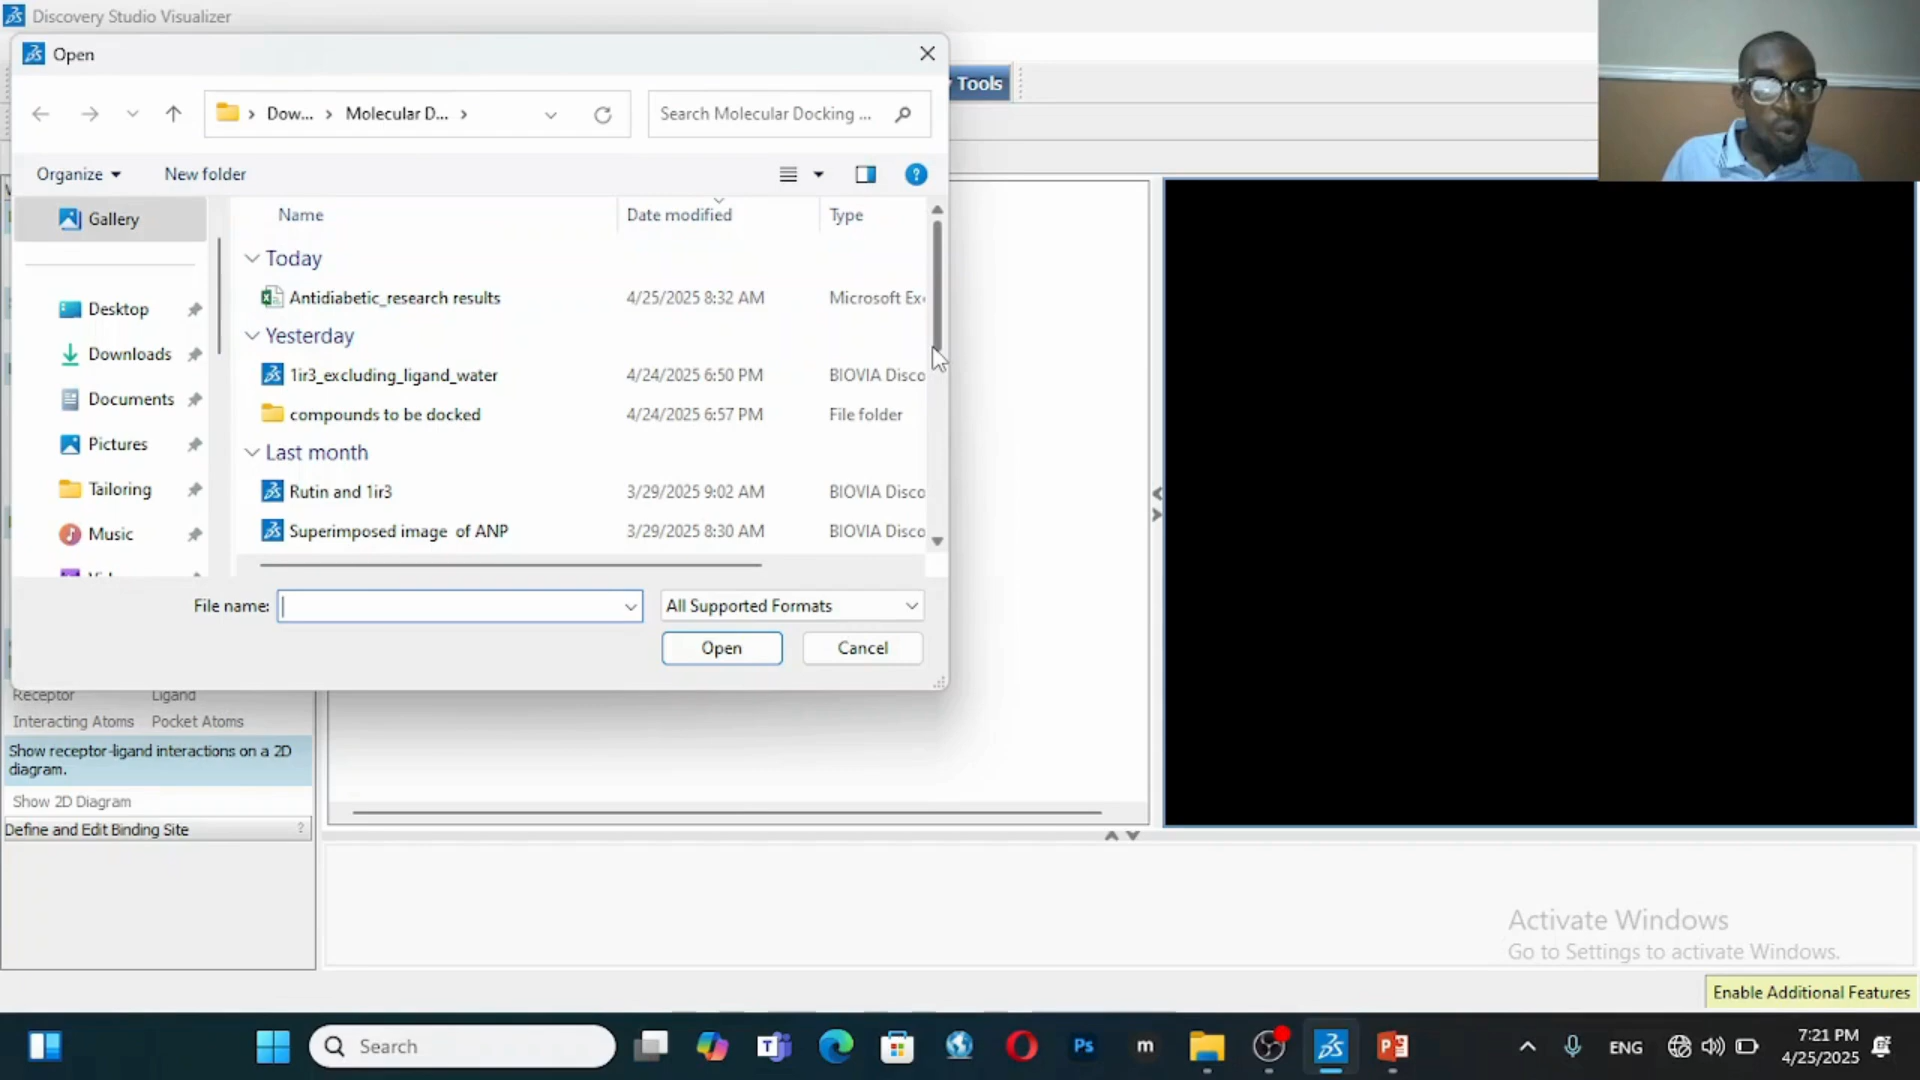 Discovery Studio Visualizer
Open
Dow... > Molecular D... >
Search Molecular Docking ...
Tools
Organize
New folder
Name
Date modified
Type
Gallery
Today
Antidiabetic_research results
4/25/2025 8:32 AM
Microsoft Ex
Yesterday
Desktop
1ir3_excluding_ligand_water
4/24/2025 6:50 PM
BIOVIA Disco
Downloads
compounds to be docked
4/24/2025 6:57 PM
File folder
Documents
Last month
Pictures
Rutin and 1ir3
3/29/2025 9:02 AM
BIOVIA Disco
Tailoring
Superimposed image of ANP
3/29/2025 8:30 AM
BIOVIA Disco
Music
File name:
All Supported Formats
Open
Cancel
Receptor
Ligand
Interacting Atoms
Pocket Atoms
Show receptor-ligand interactions on a 2D
diagram.
Show 2D Diagram
Define and Edit Binding Site
?
Activate Windows
Go to Settings to activate Windows.
Enable Additional Features
Search
Ps
m
ENG
7:21 PM
4/25/2025